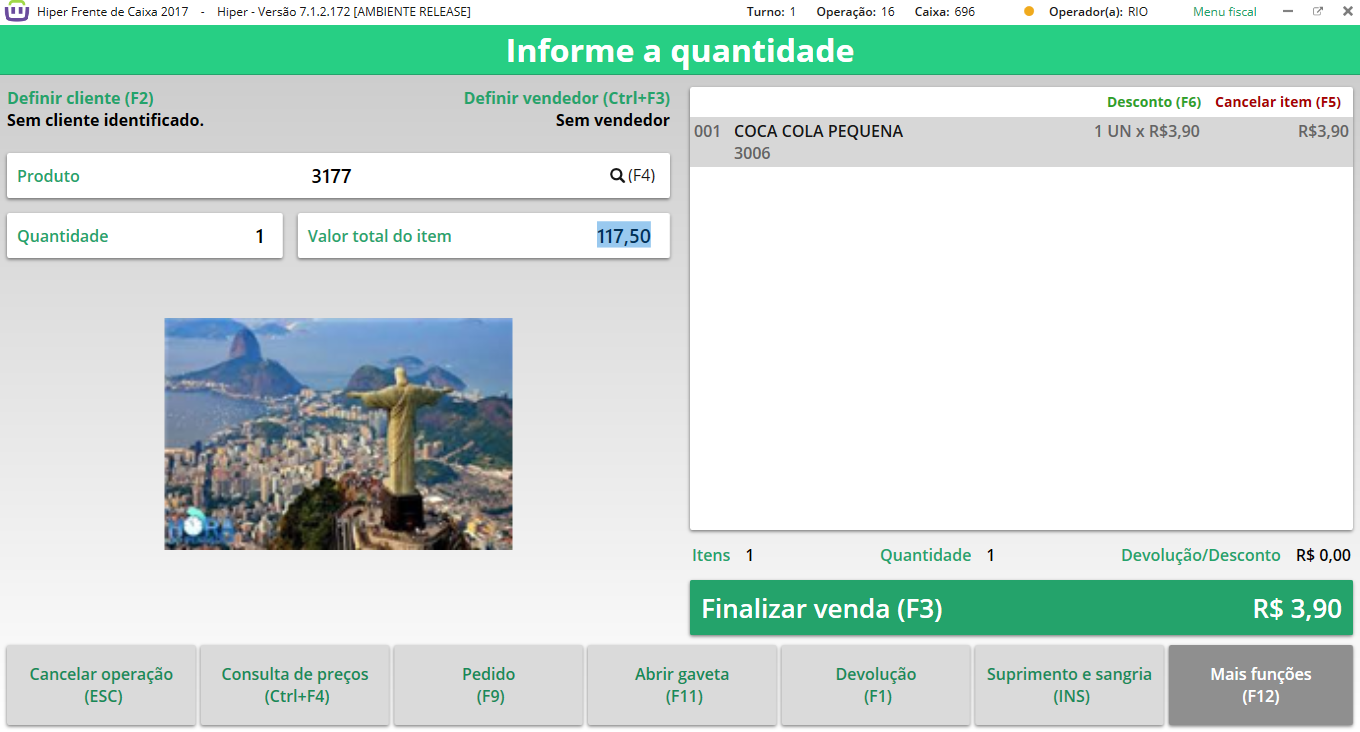 Hiper Frente de Caixa 2017 - Hiper - Versão 7.1.2.172 [AMBIENTE RELEASE] Turno: 1 Operação: 16 Caixa: 696 Operador(a): RIO Menu fiscal
Informe a quantidade
Definir cliente (F2) Definir vendedor (Ctrl+F3)
Sem cliente identificado. Sem vendedor
Produto 3177 (F4)
Quantidade 1 Valor total do item 117,50
Desconto (F6) Cancelar item (F5)
001 COCA COLA PEQUENA 1 UN x R$3,90 R$3,90
3006
HORA
Itens 1 Quantidade 1 Devolução/Desconto R$ 0,00
Finalizar venda (F3) R$ 3,90
Cancelar operação
(ESC)
Consulta de preços
(Ctrl+F4)
Pedido
(F9)
Abrir gaveta
(F11)
Devolução
(F1)
Suprimento e sangria
(INS)
Mais funções
(F12)